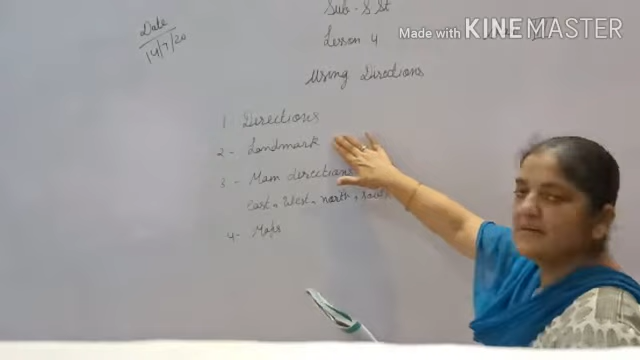 Sub - S. St
Made with KINEMASTER
Date
14/7/20
Lesson 4
Using Directions
1 Directions
2 - Landmark
3 - Main directions
east, West, north, south
4 - Maps